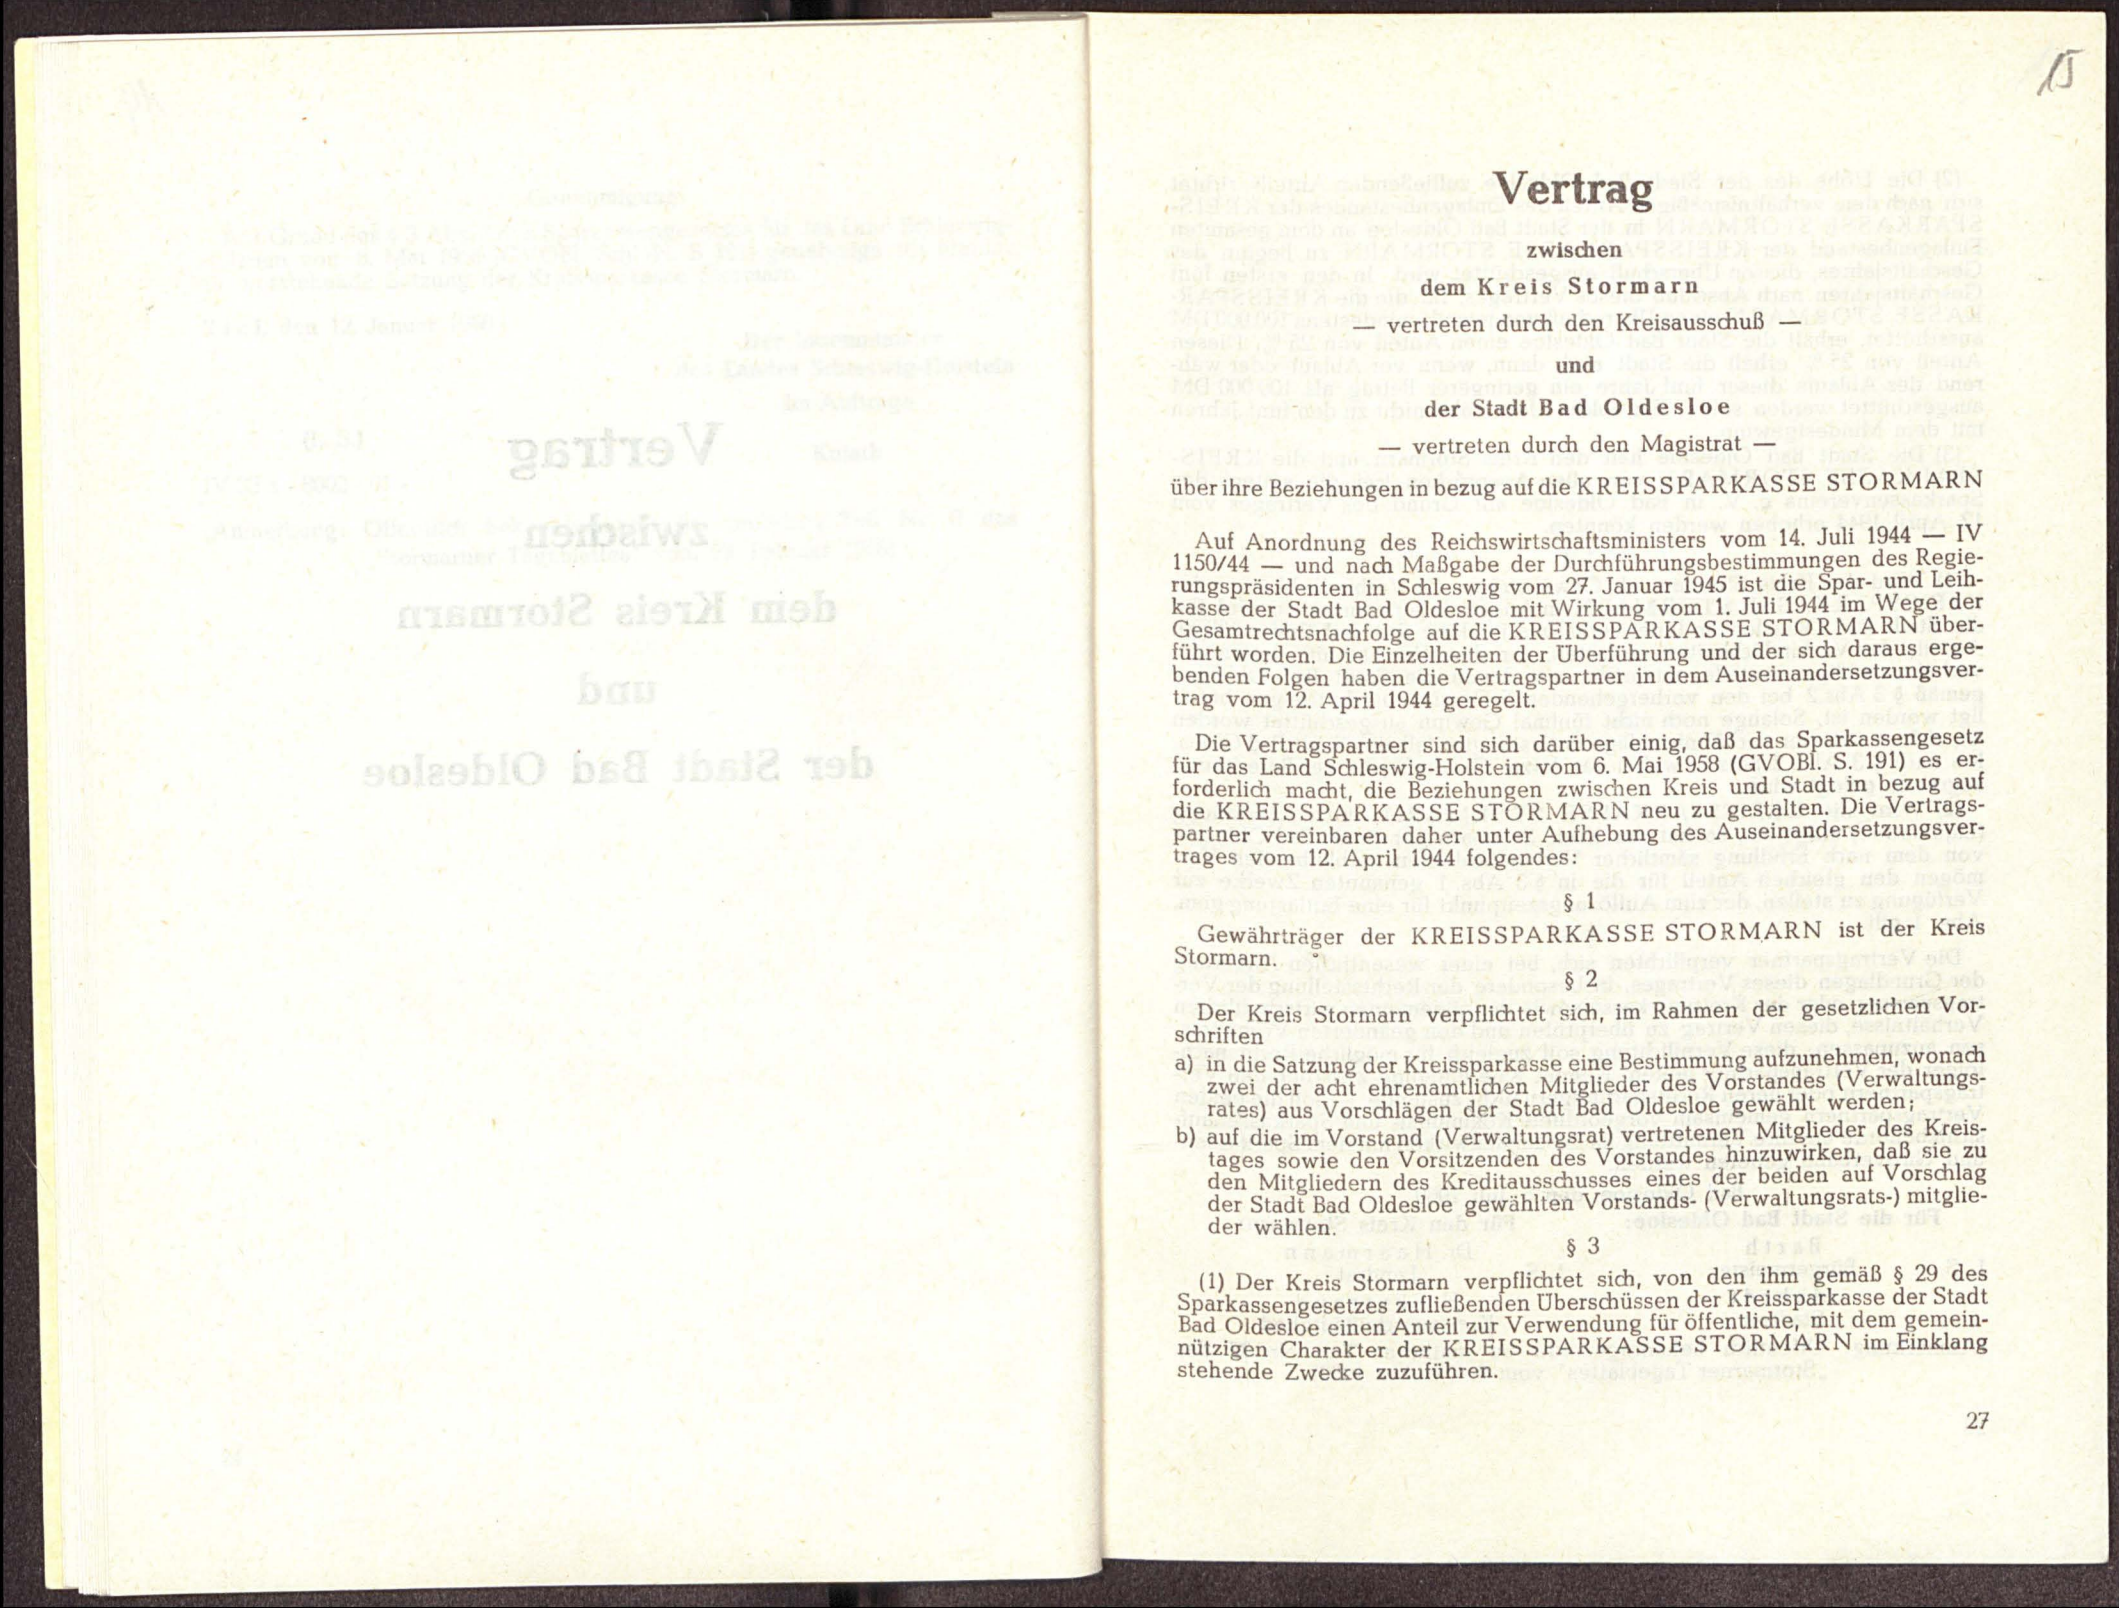 15
Vertrag
zwischen
dem Kreis Stormarn
— vertreten durch den Kreisausschuß —
und
der Stadt Bad Oldesloe
— vertreten durch den Magistrat —
über ihre Beziehungen in bezug auf die KREISSPARKASSE STORMARN
Auf Anordnung des Reichswirtschaftsministers vom 14. Juli 1944 — IV
1150/44 — und nach Maßgabe der Durchführungsbestimmungen des Regie-
rungspräsidenten in Schleswig vom 27. Januar 1945 ist die Spar- und Leih-
kasse der Stadt Bad Oldesloe mit Wirkung vom 1. Juli 1944 im Wege der
Gesamtrechtsnachfolge auf die KREISSPARKASSE STORMARN über-
führt worden. Die Einzelheiten der Überführung und der sich daraus erge-
benden Folgen haben die Vertragspartner in dem Auseinandersetzungsver-
trag vom 12. April 1944 geregelt.
Die Vertragspartner sind sich darüber einig, daß das Sparkassengesetz
für das Land Schleswig-Holstein vom 6. Mai 1958 (GVOBl. S. 191) es er-
forderlich macht, die Beziehungen zwischen Kreis und Stadt in bezug auf
die KREISSPARKASSE STORMARN neu zu gestalten. Die Vertrags-
partner vereinbaren daher unter Aufhebung des Auseinandersetzungsver-
trages vom 12. April 1944 folgendes:
§ 1
Gewährträger der KREISSPARKASSE STORMARN ist der Kreis
Stormarn.
§ 2
Der Kreis Stormarn verpflichtet sich, im Rahmen der gesetzlichen Vor-
schriften
a) in die Satzung der Kreissparkasse eine Bestimmung aufzunehmen, wonach
zwei der acht ehrenamtlichen Mitglieder des Vorstandes (Verwaltungs-
rates) aus Vorschlägen der Stadt Bad Oldesloe gewählt werden;
b) auf die im Vorstand (Verwaltungsrat) vertretenen Mitglieder des Kreis-
tages sowie den Vorsitzenden des Vorstandes hinzuwirken, daß sie zu
den Mitgliedern des Kreditausschusses eines der beiden auf Vorschlag
der Stadt Bad Oldesloe gewählten Vorstands- (Verwaltungsrats-) mitglie-
der wählen.
§ 3
(1) Der Kreis Stormarn verpflichtet sich, von den ihm gemäß § 29 des
Sparkassengesetzes zufließenden Überschüssen der Kreissparkasse der Stadt
Bad Oldesloe einen Anteil zur Verwendung für öffentliche, mit dem gemein-
nützigen Charakter der KREISSPARKASSE STORMARN im Einklang
stehende Zwecke zuzuführen.
27